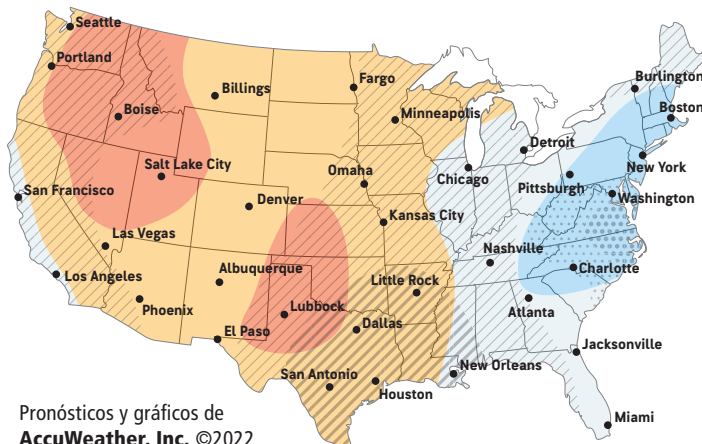 Seattle
Portland
Billings
Fargo
Burlington
Boise
Minneapolis
Boston
Detroit
Salt Lake City
Omaha
Chicago
New York
Pittsburgh
San Francisco
Denver
Washington
Kansas City
Las Vegas
Nashville
Los Angeles
Albuquerque
Little Rock
Charlotte
Phoenix
Lubbock
Atlanta
El Paso
Dallas
Jacksonville
San Antonio
New Orleans
Houston
Miami
Pronósticos y gráficos de
AccuWeather, Inc. ©2022